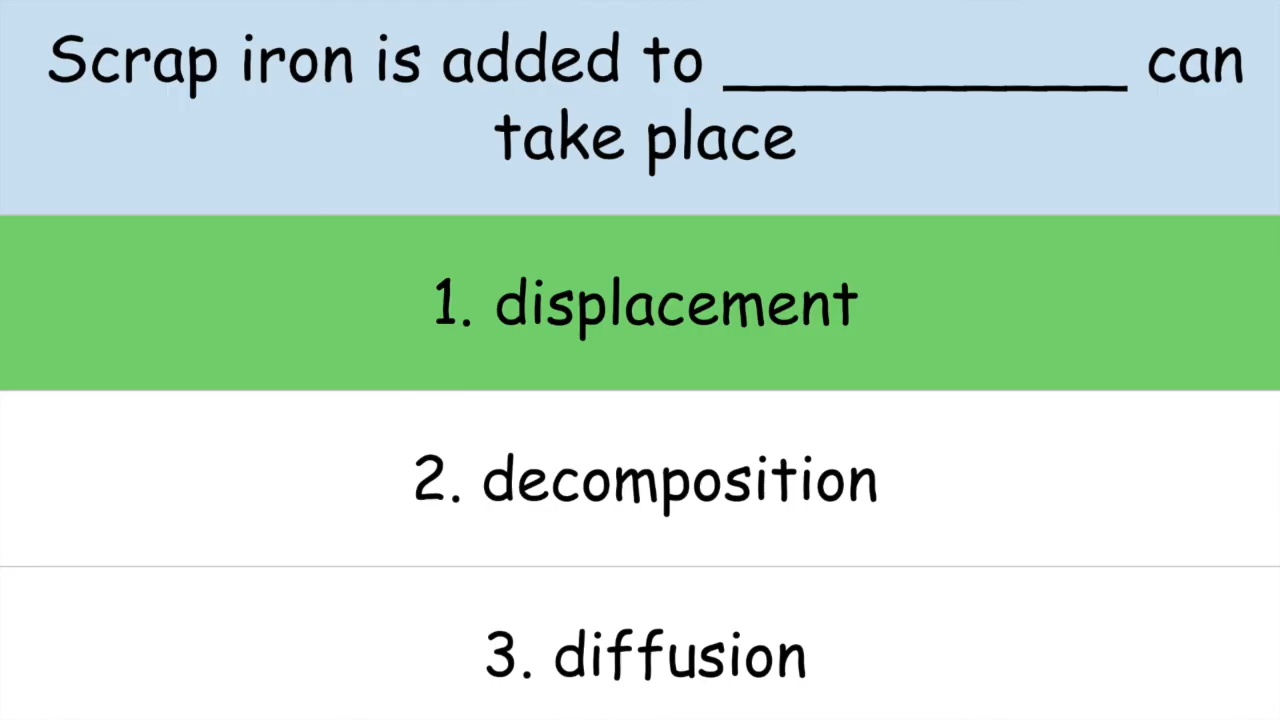 Scrap iron is added to ____________ can
take place
1. displacement
2. decomposition
3. diffusion